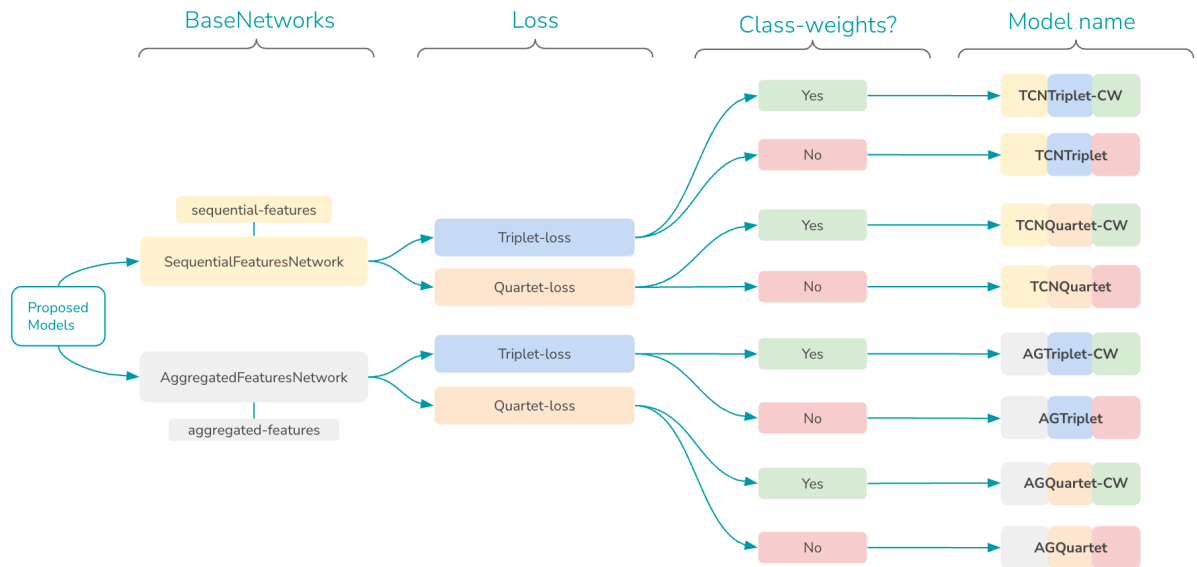 BaseNetworks
Loss
Class-weights?
Model name
Proposed
Models
sequential-features
SequentialFeaturesNetwork
AggregatedFeaturesNetwork
aggregated-features
Triplet-loss
Quartet-loss
Triplet-loss
Quartet-loss
Yes
TCNTriplet-CW
No
TCNTriplet
Yes
TCNQuartet-CW
No
TCNQuartet
Yes
AGTriplet-CW
No
AGTriplet
Yes
AGQuartet-CW
No
AGQuartet